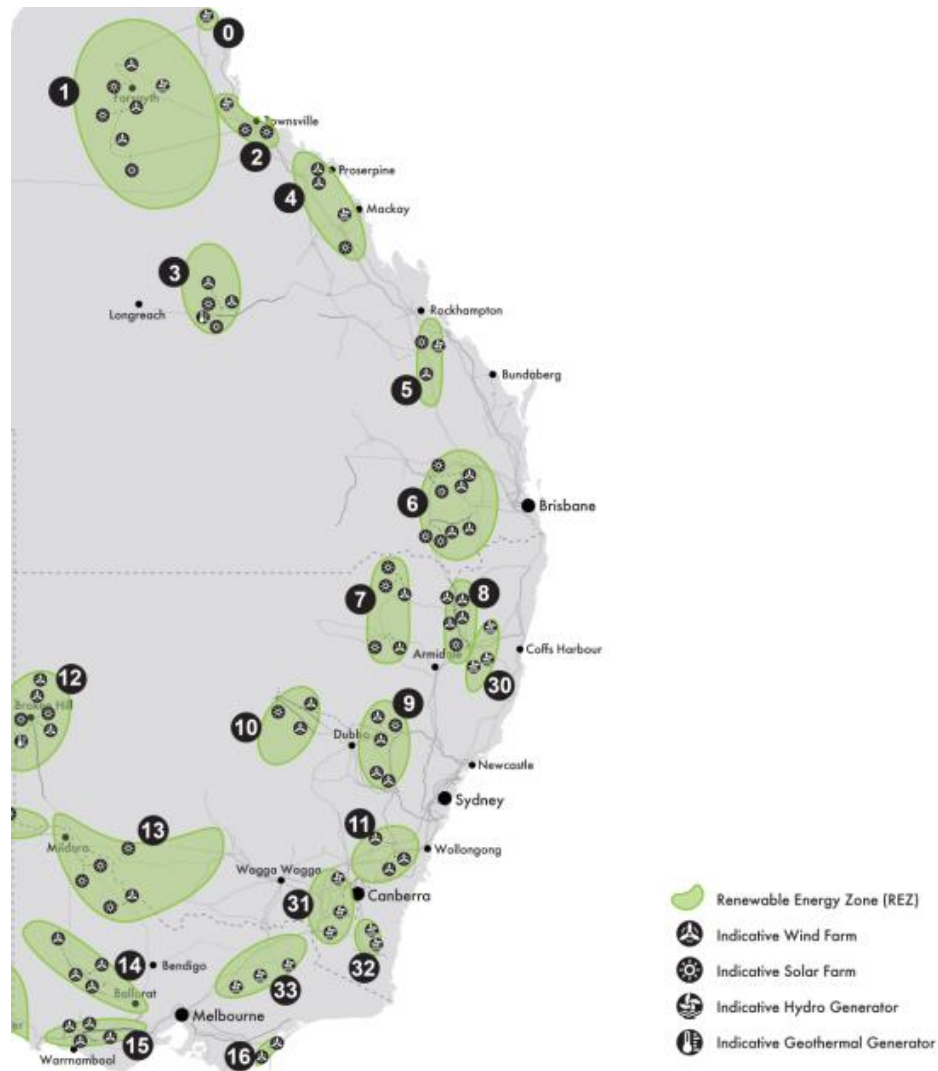 0
1
Forsayth
Townsville
2
Proserpine
4
Mackay
3
Longreach
Rockhampton
5
Bundaberg
6
Brisbane
7
8
Armidale
Coffs Harbour
30
12
Broken Hill
10
9
Dubbo
Newcastle
Sydney
13
11
Mildura
Wollongong
Wagga Wagga
31
Canberra
Renewable Energy Zone (REZ)
Indicative Wind Farm
32
14
Bendigo
Indicative Solar Farm
33
Ballarat
Indicative Hydro Generator
Melbourne
15
16
Warrnambool
Indicative Geothermal Generator